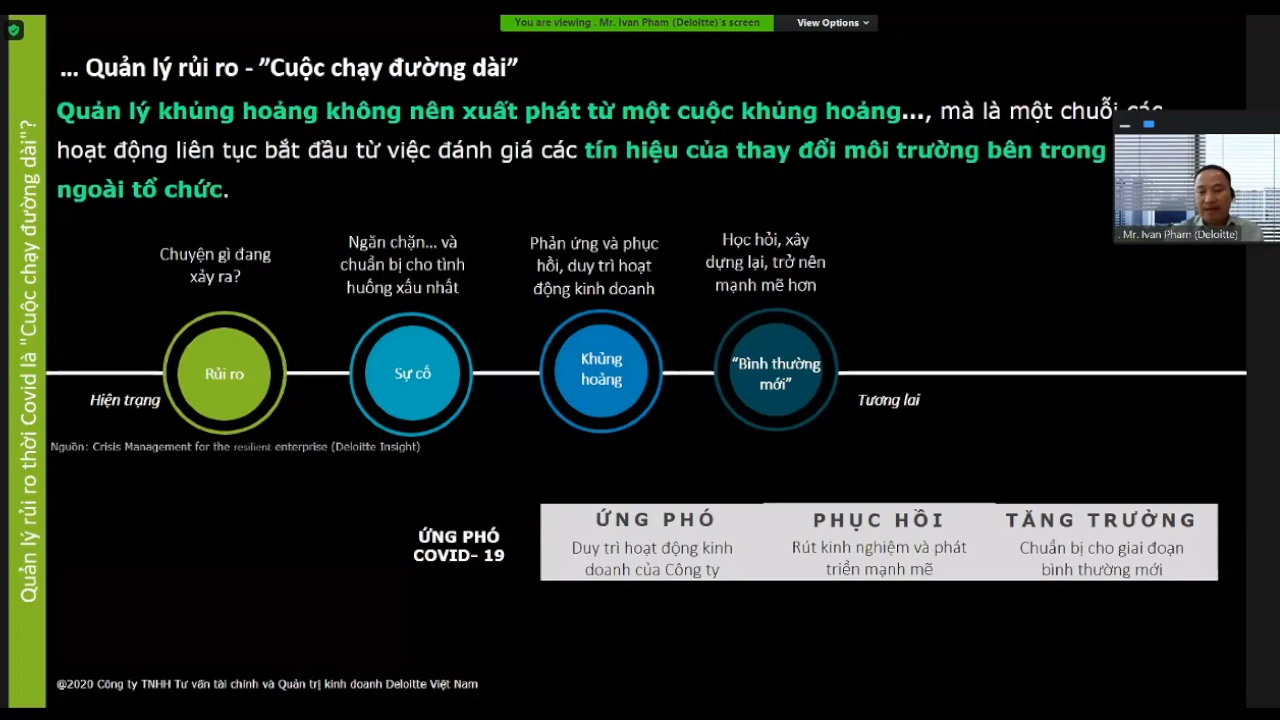 You are viewing . Mr. Ivan Pham (Deloitte)'s screen
View Options
... Quản lý rủi ro - ”Cuộc chạy đường dài”
Quản lý khủng hoảng không nên xuất phát từ một cuộc khủng hoảng..., mà là một chuỗi các
hoạt động liên tục bắt đầu từ việc đánh giá các tín hiệu của thay đổi môi trường bên trong
ngoài tổ chức.
. Mr. Ivan Pham (Deloitte)
Quản lý rủi ro thời Covid là "Cuộc chạy đường dài"?
Chuyện gì đang
xảy ra?
Ngăn chặn... và
chuẩn bị cho tình
huống xấu nhất
Phản ứng và phục
hồi, duy trì hoạt
động kinh doanh
Học hỏi, xây
dựng lại, trở nên
mạnh mẽ hơn
Rủi ro
Sự cố
Khủng
hoảng
“Bình thường
mới”
Hiện trạng
Tương lai
Nguồn: Crisis Management for the resilient enterprise (Deloitte Insight)
ỨNG PHÓ
COVID- 19
ỨNG PHÓ
Duy trì hoạt động kinh
doanh của Công ty
PHỤC HỒI
Rút kinh nghiệm và phát
triển mạnh mẽ
TĂNG TRƯỞNG
Chuẩn bị cho giai đoạn
bình thường mới
@2020 Công ty TNHH Tư vấn tài chính và Quản trị kinh doanh Deloitte Việt Nam